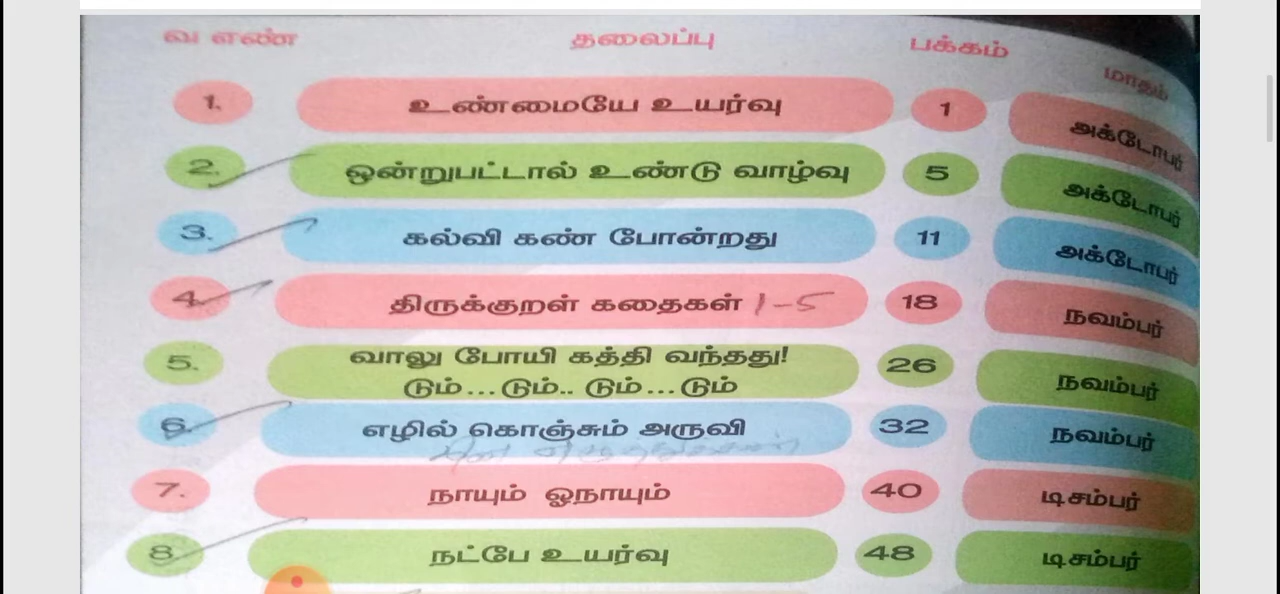 வ எண் தலைப்பு பக்கம் மாதம்
1. உண்மையே உயர்வு 1 அக்டோபர்
2. ஒன்றுபட்டால் உண்டு வாழ்வு 5 அக்டோபர்
3. கல்வி கண் போன்றது 11 அக்டோபர்
4. திருக்குறள் கதைகள் 1-5 18 நவம்பர்
5. வாலு போயி கத்தி வந்தது! 26 நவம்பர்
டும்...டும்.. டும்...டும்
6. எழில் கொஞ்சும் அருவி 32 நவம்பர்
7. நாயும் ஓநாயும் 40 டிசம்பர்
8. நட்பே உயர்வு 48 டிசம்பர்